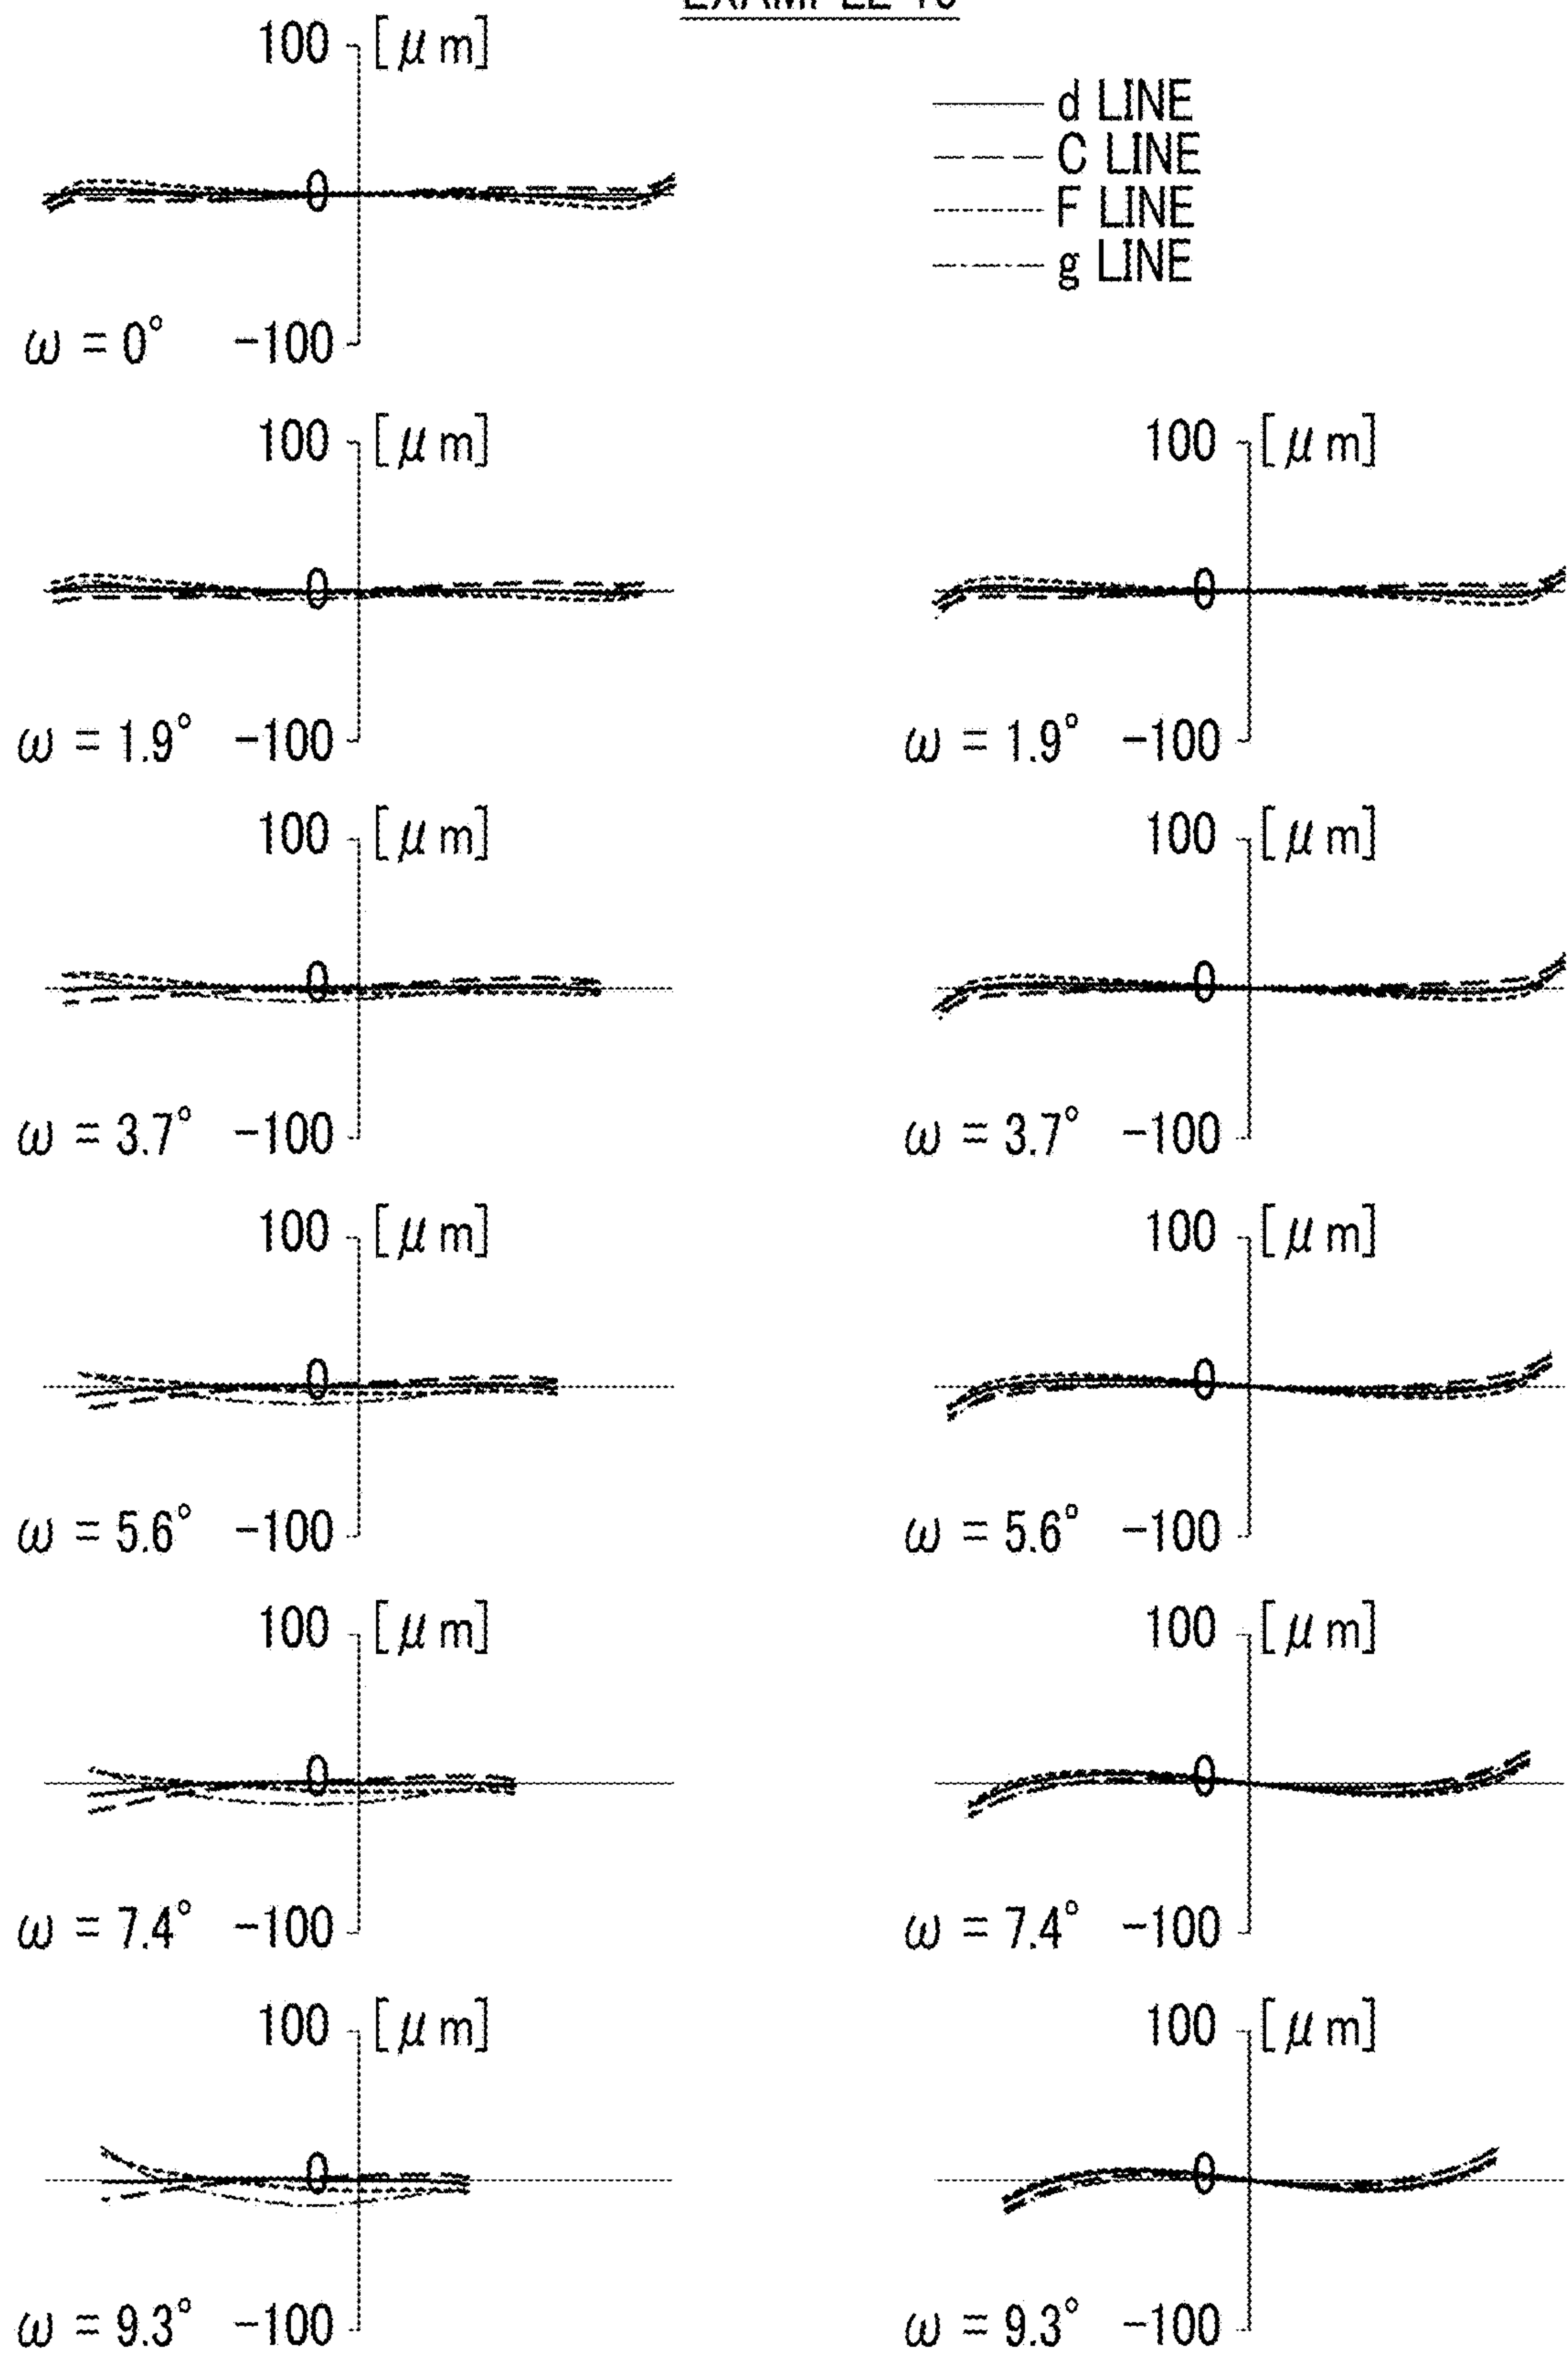 100 [μm]
d LINE
C LINE
0
F LINE
g LINE
ω = 0° -100
100 [μm]
100 [μm]
0
0
ω = 1.9° -100
ω = 1.9° -100
100 [μm]
100 [μm]
0
0
ω = 3.7° -100
ω = 3.7° -100
100 [μm]
100 [μm]
0
0
ω = 5.6° -100
ω = 5.6° -100
100 [μm]
100 [μm]
0
0
ω = 7.4° -100
ω = 7.4° -100
100 [μm]
100 [μm]
0
0
ω = 9.3° -100
ω = 9.3° -100